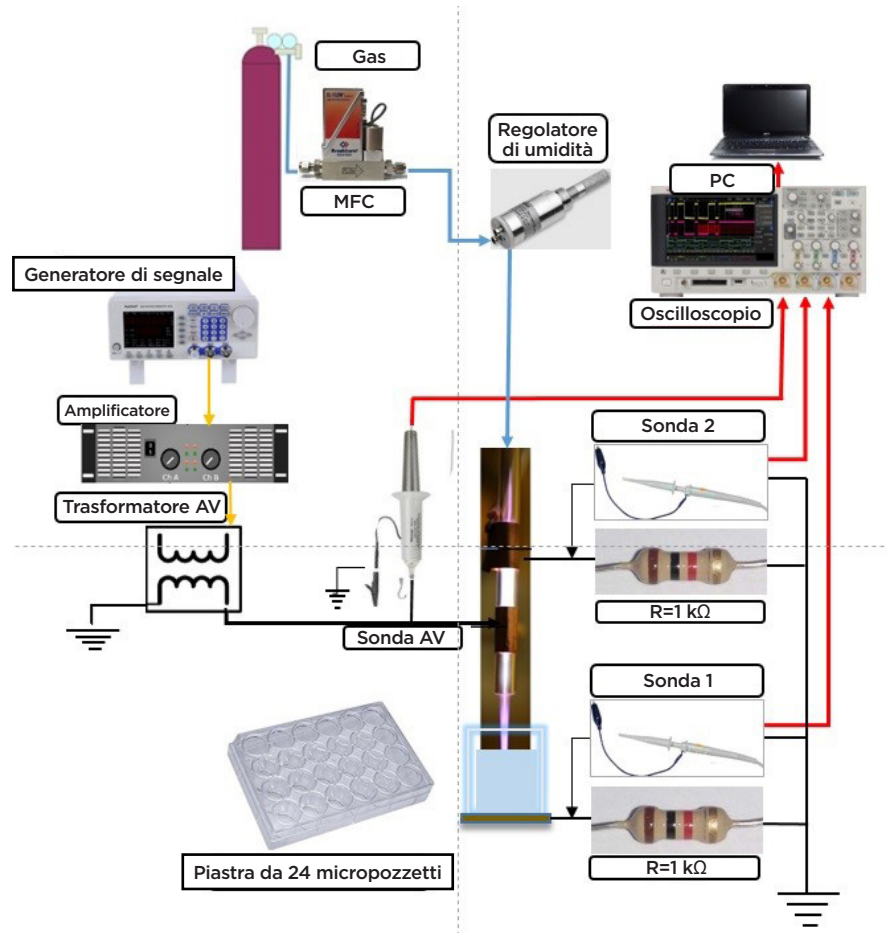 Gas
MFC
Regolatore
di umidità
PC
Oscilloscopio
Generatore di segnale
Amplificatore
Ch A
Ch B
Trasformatore AV
Sonda AV
Sonda 2
R=1 kΩ
Sonda 1
R=1 kΩ
Piastra da 24 micropozzetti